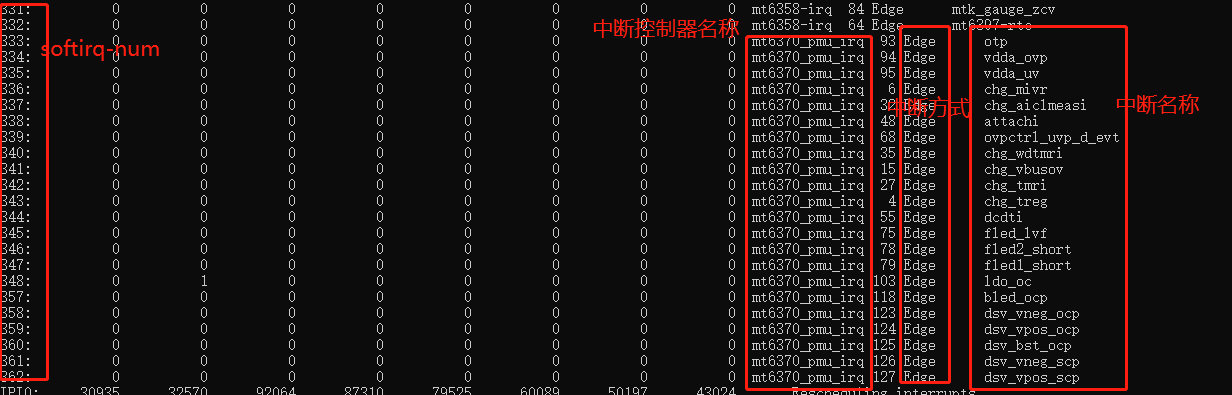 331: 0 0 0 0 0 0 0 0 mt6358-irq 84 Edge mtk_gauge_zcv
332: 0 0 0 0 0 0 0 0 mt6358-irq 64 Edge mt6397-rtc
中断控制器名称
333: 0 0 0 0 0 0 0 0 mt6370_pmu_irq 93 Edge otp
softirq-num
334: 0 0 0 0 0 0 0 0 mt6370_pmu_irq 94 Edge vdda_ovp
335: 0 0 0 0 0 0 0 0 mt6370_pmu_irq 95 Edge vdda_uv
336: 0 0 0 0 0 0 0 0 mt6370_pmu_irq 6 Edge chg_mivr
337: 0 0 0 0 0 0 0 0 mt6370_pmu_irq Edge chg_aiclmeasi
中断方式
中断名称
338: 0 0 0 0 0 0 0 0 mt6370_pmu_irq 48 Edge attachi
339: 0 0 0 0 0 0 0 0 mt6370_pmu_irq 68 Edge ovpctrl_uvp_d_evt
340: 0 0 0 0 0 0 0 0 mt6370_pmu_irq 35 Edge chg_wdtmri
341: 0 0 0 0 0 0 0 0 mt6370_pmu_irq 15 Edge chg_vbusov
342: 0 0 0 0 0 0 0 0 mt6370_pmu_irq 27 Edge chg_tmri
343: 0 0 0 0 0 0 0 0 mt6370_pmu_irq 4 Edge chg_treg
344: 0 0 0 0 0 0 0 0 mt6370_pmu_irq 55 Edge dcdti
345: 0 0 0 0 0 0 0 0 mt6370_pmu_irq 75 Edge fled_lvf
346: 0 0 0 0 0 0 0 0 mt6370_pmu_irq 78 Edge fled2_short
347: 0 0 0 0 0 0 0 0 mt6370_pmu_irq 79 Edge fled1_short
348: 0 1 0 0 0 0 0 0 mt6370_pmu_irq 103 Edge ldo_oc
357: 0 0 0 0 0 0 0 0 mt6370_pmu_irq 118 Edge bled_ocp
358: 0 0 0 0 0 0 0 0 mt6370_pmu_irq 123 Edge dsv_vneg_ocp
359: 0 0 0 0 0 0 0 0 mt6370_pmu_irq 124 Edge dsv_vpos_ocp
360: 0 0 0 0 0 0 0 0 mt6370_pmu_irq 125 Edge dsv_bst_ocp
361: 0 0 0 0 0 0 0 0 mt6370_pmu_irq 126 Edge dsv_vneg_scp
362: 0 0 0 0 0 0 0 0 mt6370_pmu_irq 127 Edge dsv_vpos_scp
IPI0: 30935 32570 92064 87310 79525 60089 50197 43024 Rescheduling interrupts